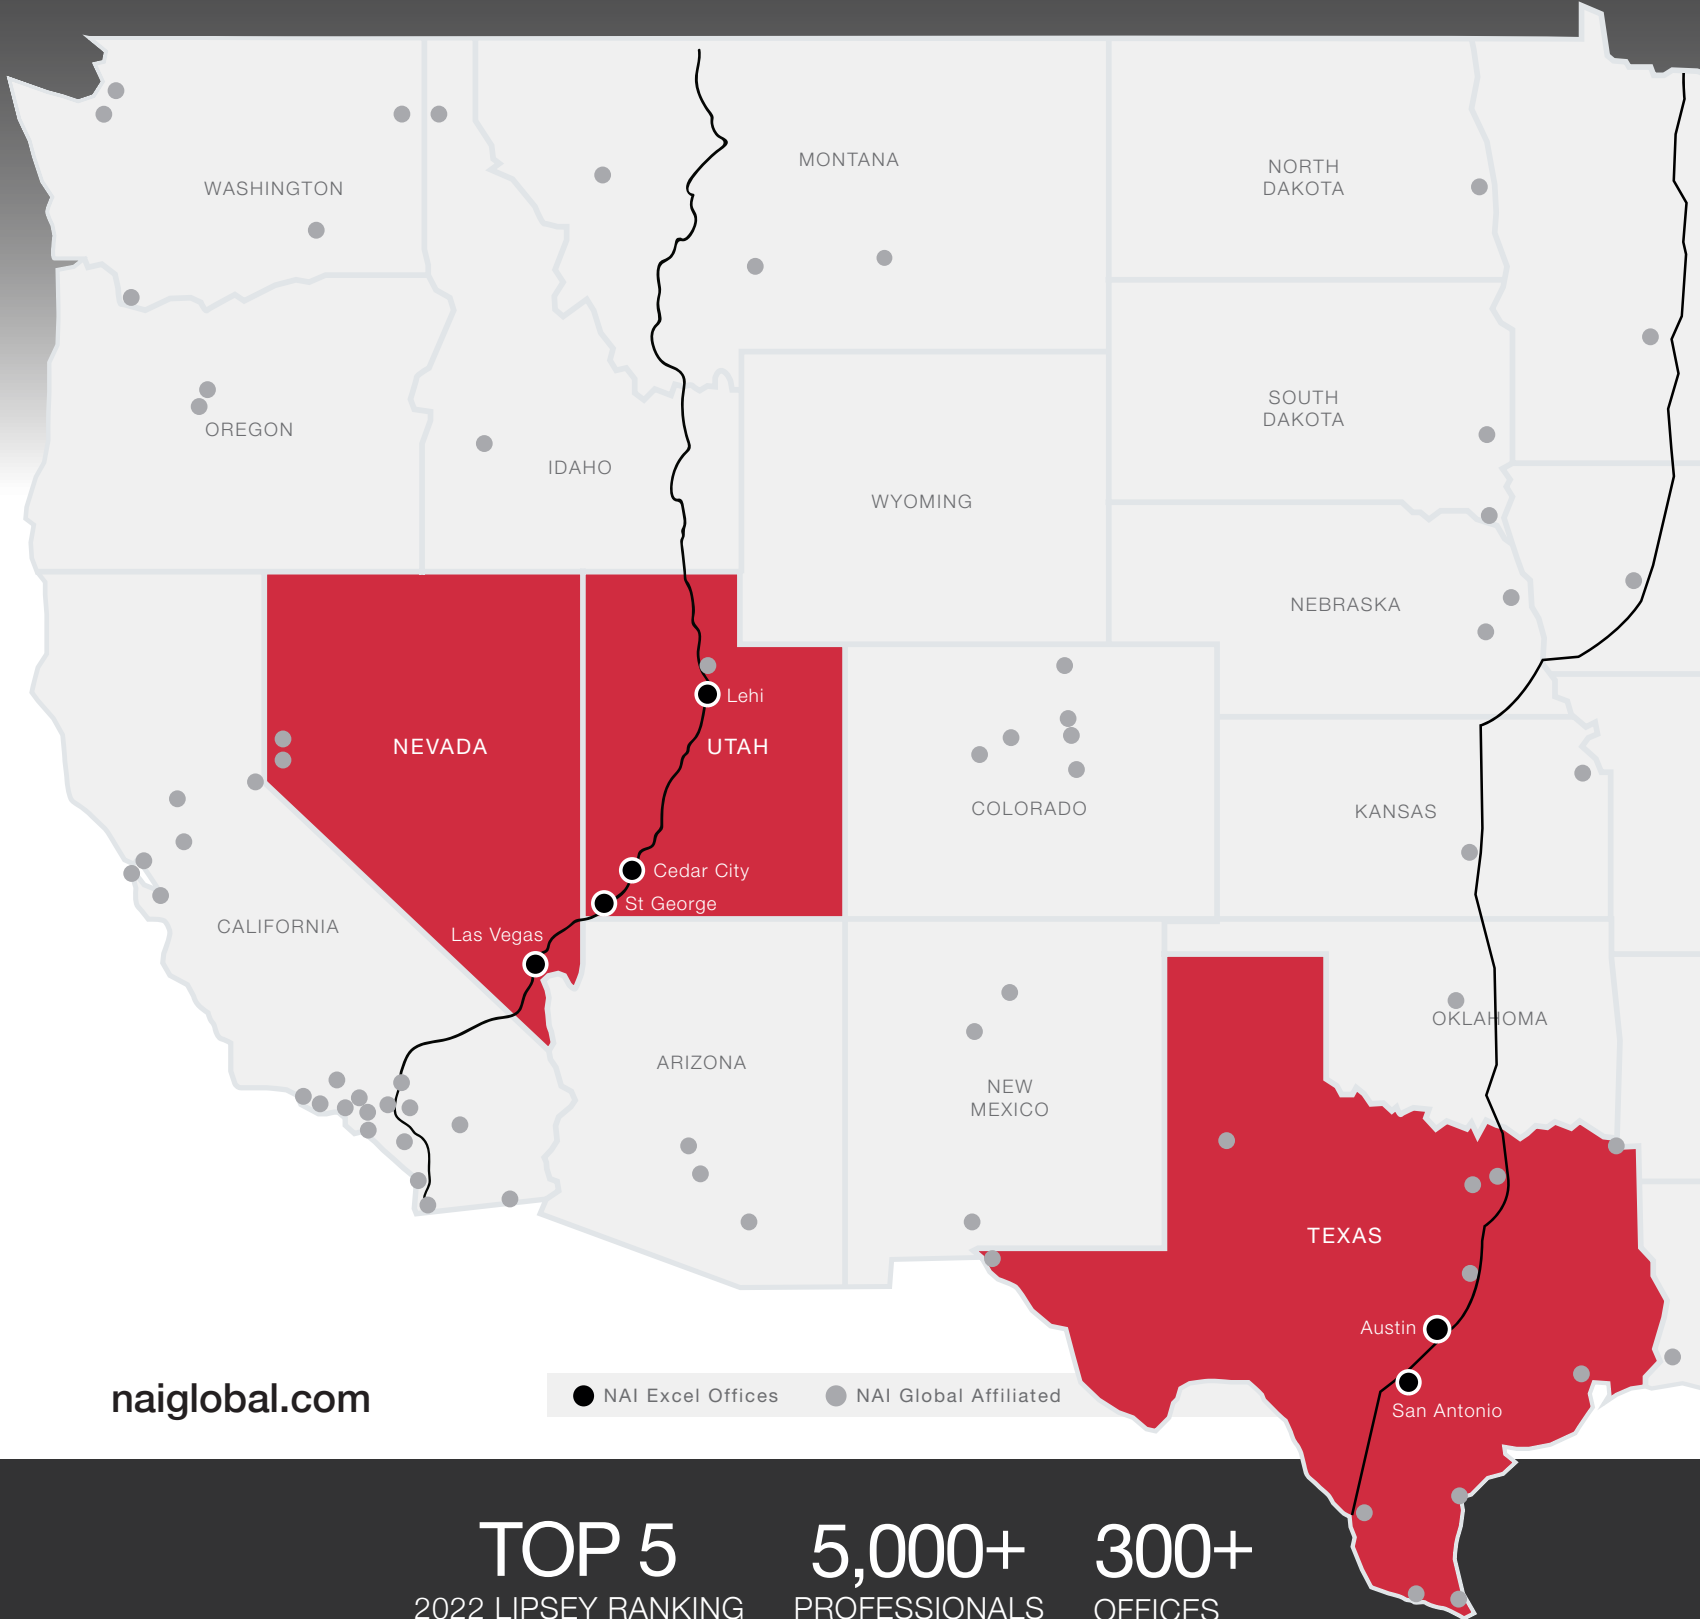 MONTANA
NORTH
DAKOTA
WASHINGTON
SOUTH
DAKOTA
OREGON
IDAHO
WYOMING
NEBRASKA
Lehi
NEVADA
UTAH
COLORADO
KANSAS
Cedar City
St George
CALIFORNIA
Las Vegas
OKLAHOMA
ARIZONA
NEW
MEXICO
TEXAS
Austin
San Antonio
naiglobal.com
NAI Excel Offices
NAI Global Affiliated
TOP 5
2022 LIPSEY RANKING
5,000+
PROFESSIONALS
300+
OFFICES